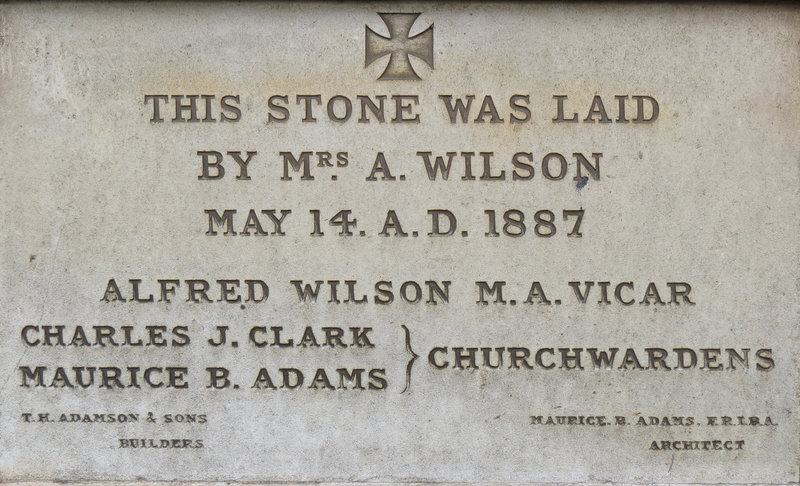 THIS STONE WAS LAID
BY MRS. A. WILSON
MAY 14. A.D. 1887
ALFRED WILSON M.A. VICAR
CHARLES J. CLARK
MAURICE B. ADAMS
CHURCHWARDENS
T.H. ADAMSON & SONS
BUILDERS
MAURICE. B. ADAMS. F.R.I.B.A.
ARCHITECT